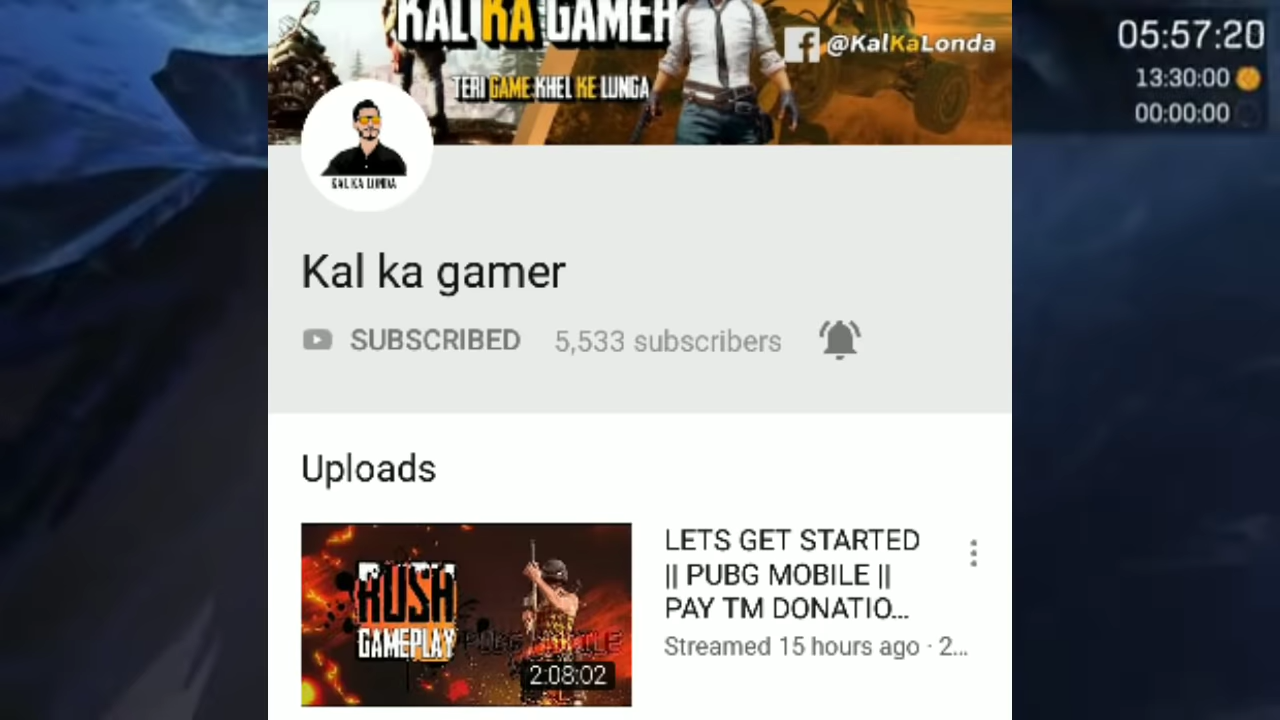 KAL KA GAMER
@KalKaLonda
TERI GAME KHEL KE LUNGA
KAL KA LONDA
05:57:20
13:30:00
00:00:00
Kal ka gamer
SUBSCRIBED 5,533 subscribers
Uploads
RUSH
GAMEPLAY
PUBG MOBILE
2:08:02
LETS GET STARTED
|| PUBG MOBILE ||
PAY TM DONATIO...
Streamed 15 hours ago · 2...